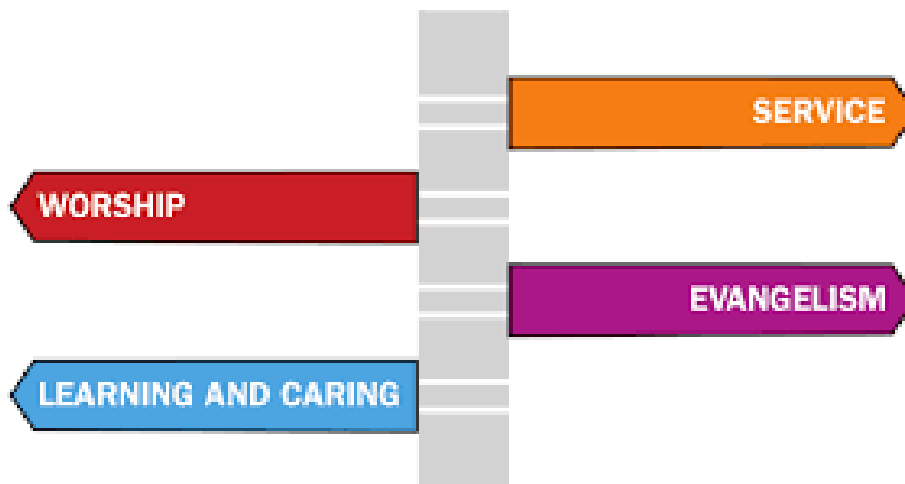 SERVICE
WORSHIP
EVANGELISM
LEARNING AND CARING